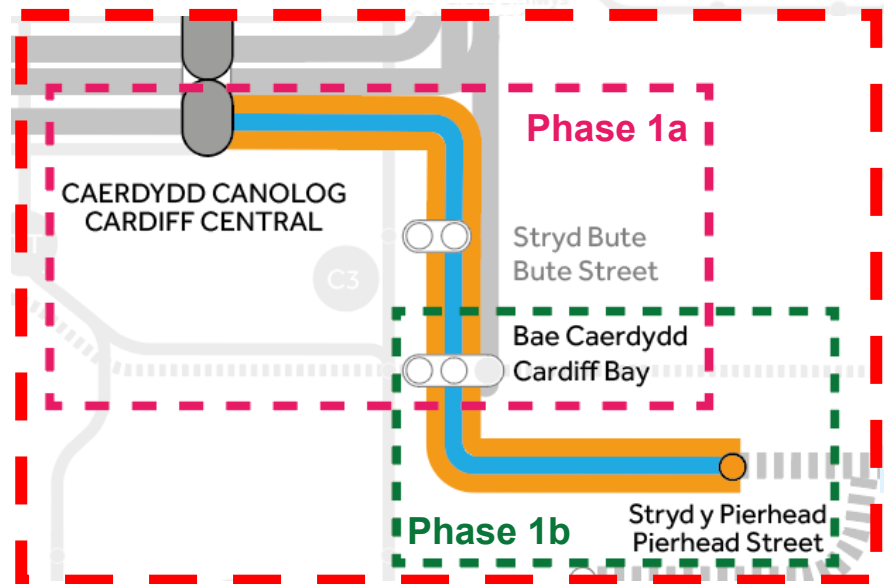 Phase 1a
CAERDYDD CANOLOG
CARDIFF CENTRAL
Stryd Bute
Bute Street
C3
Bae Caerdydd
Cardiff Bay
Phase 1b
Stryd y Pierhead
Pierhead Street